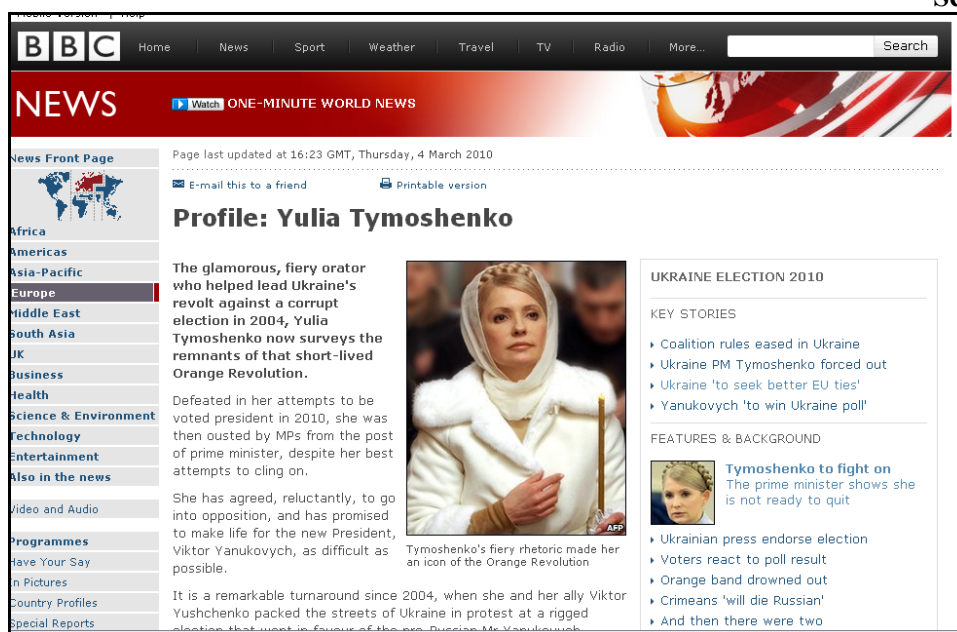 BBC Home News Sport Weather Travel TV Radio More... Search
NEWS Watch ONE-MINUTE WORLD NEWS
News Front Page
Africa
Americas
Asia-Pacific
Europe
Middle East
South Asia
UK
Business
Health
Science & Environment
Technology
Entertainment
Also in the news
Video and Audio
Programmes
Have Your Say
In Pictures
Country Profiles
Special Reports
Page last updated at 16:23 GMT, Thursday, 4 March 2010
E-mail this to a friend Printable version
Profile: Yulia Tymoshenko
The glamorous, fiery orator
who helped lead Ukraine's
revolt against a corrupt
election in 2004, Yulia
Tymoshenko now surveys the
remnants of that short-lived
Orange Revolution.
Defeated in her attempts to be
voted president in 2010, she was
then ousted by MPs from the post
of prime minister, despite her best
attempts to cling on.
She has agreed, reluctantly, to go
into opposition, and has promised
to make life for the new President,
Viktor Yanukovych, as difficult as
possible.
AFP
Tymoshenko's fiery rhetoric made her
an icon of the Orange Revolution
It is a remarkable turnaround since 2004, when she and her ally Viktor
Yushchenko packed the streets of Ukraine in protest at a rigged
election that went in favour of the pro-Russian Mr Yanukovych
UKRAINE ELECTION 2010
KEY STORIES
Coalition rules eased in Ukraine
Ukraine PM Tymoshenko forced out
Ukraine 'to seek better EU ties'
Yanukovych 'to win Ukraine poll'
FEATURES & BACKGROUND
Tymoshenko to fight on
The prime minister shows she
is not ready to quit
Ukrainian press endorse election
Voters react to poll result
Orange band drowned out
Crimeans 'will die Russian'
And then there were two